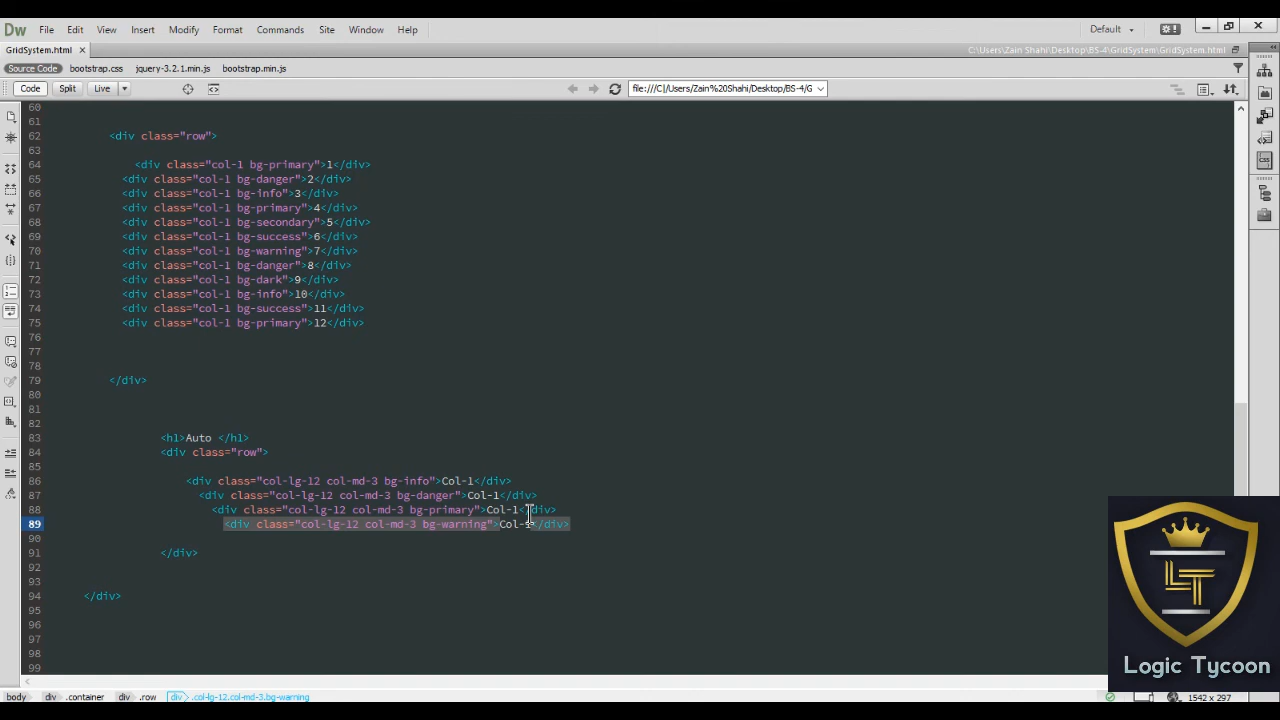 Dw File Edit View Insert Modify Format Commands Site Window Help Default
GridSystem.html C:\Users\Zain Shahi\Desktop\BS-4\GridSystem\GridSystem.html
Source Code bootstrap.css jquery-3.2.1.min.js bootstrap.min.js
Code Split Live file:///C|/Users/Zain%20Shahi/Desktop/BS-4/G
60
61
62 <div class="row">
63
64 <div class="col-1 bg-primary">1</div>
65 <div class="col-1 bg-danger">2</div>
66 <div class="col-1 bg-info">3</div>
67 <div class="col-1 bg-primary">4</div>
68 <div class="col-1 bg-secondary">5</div>
69 <div class="col-1 bg-success">6</div>
70 <div class="col-1 bg-warning">7</div>
71 <div class="col-1 bg-danger">8</div>
72 <div class="col-1 bg-dark">9</div>
73 <div class="col-1 bg-info">10</div>
74 <div class="col-1 bg-success">11</div>
75 <div class="col-1 bg-primary">12</div>
76
77
78
79 </div>
80
81
82
83 <h1>Auto </h1>
84 <div class="row">
85
86 <div class="col-lg-12 col-md-3 bg-info">Col-1</div>
87 <div class="col-lg-12 col-md-3 bg-danger">Col-1</div>
88 <div class="col-lg-12 col-md-3 bg-primary">Col-1</div>
89 <div class="col-lg-12 col-md-3 bg-warning">Col-1</div>
90
91 </div>
92
93
94 </div>
95
96
97
98
99
body div .container div .row div .col-lg-12.col-md-3.bg-warning 1542 x 297
LT
Logic Tycoon